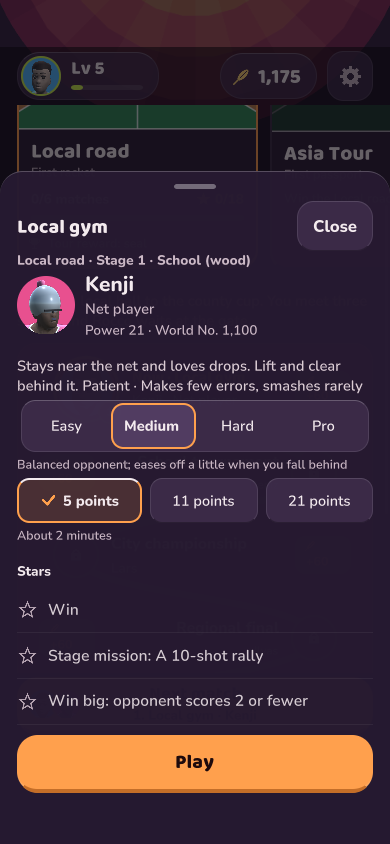 Lv 5
1,175
Local road
Asia Tour
Local gym
Close
Local road · Stage 1 · School (wood)
Kenji
Net player
Power 21 · World No. 1,100
Stays near the net and loves drops. Lift and clear
behind it. Patient · Makes few errors, smashes rarely
Easy
Medium
Hard
Pro
Balanced opponent; eases off a little when you fall behind
5 points
11 points
21 points
About 2 minutes
Stars
Win
Stage mission: A 10-shot rally
Win big: opponent scores 2 or fewer
Play